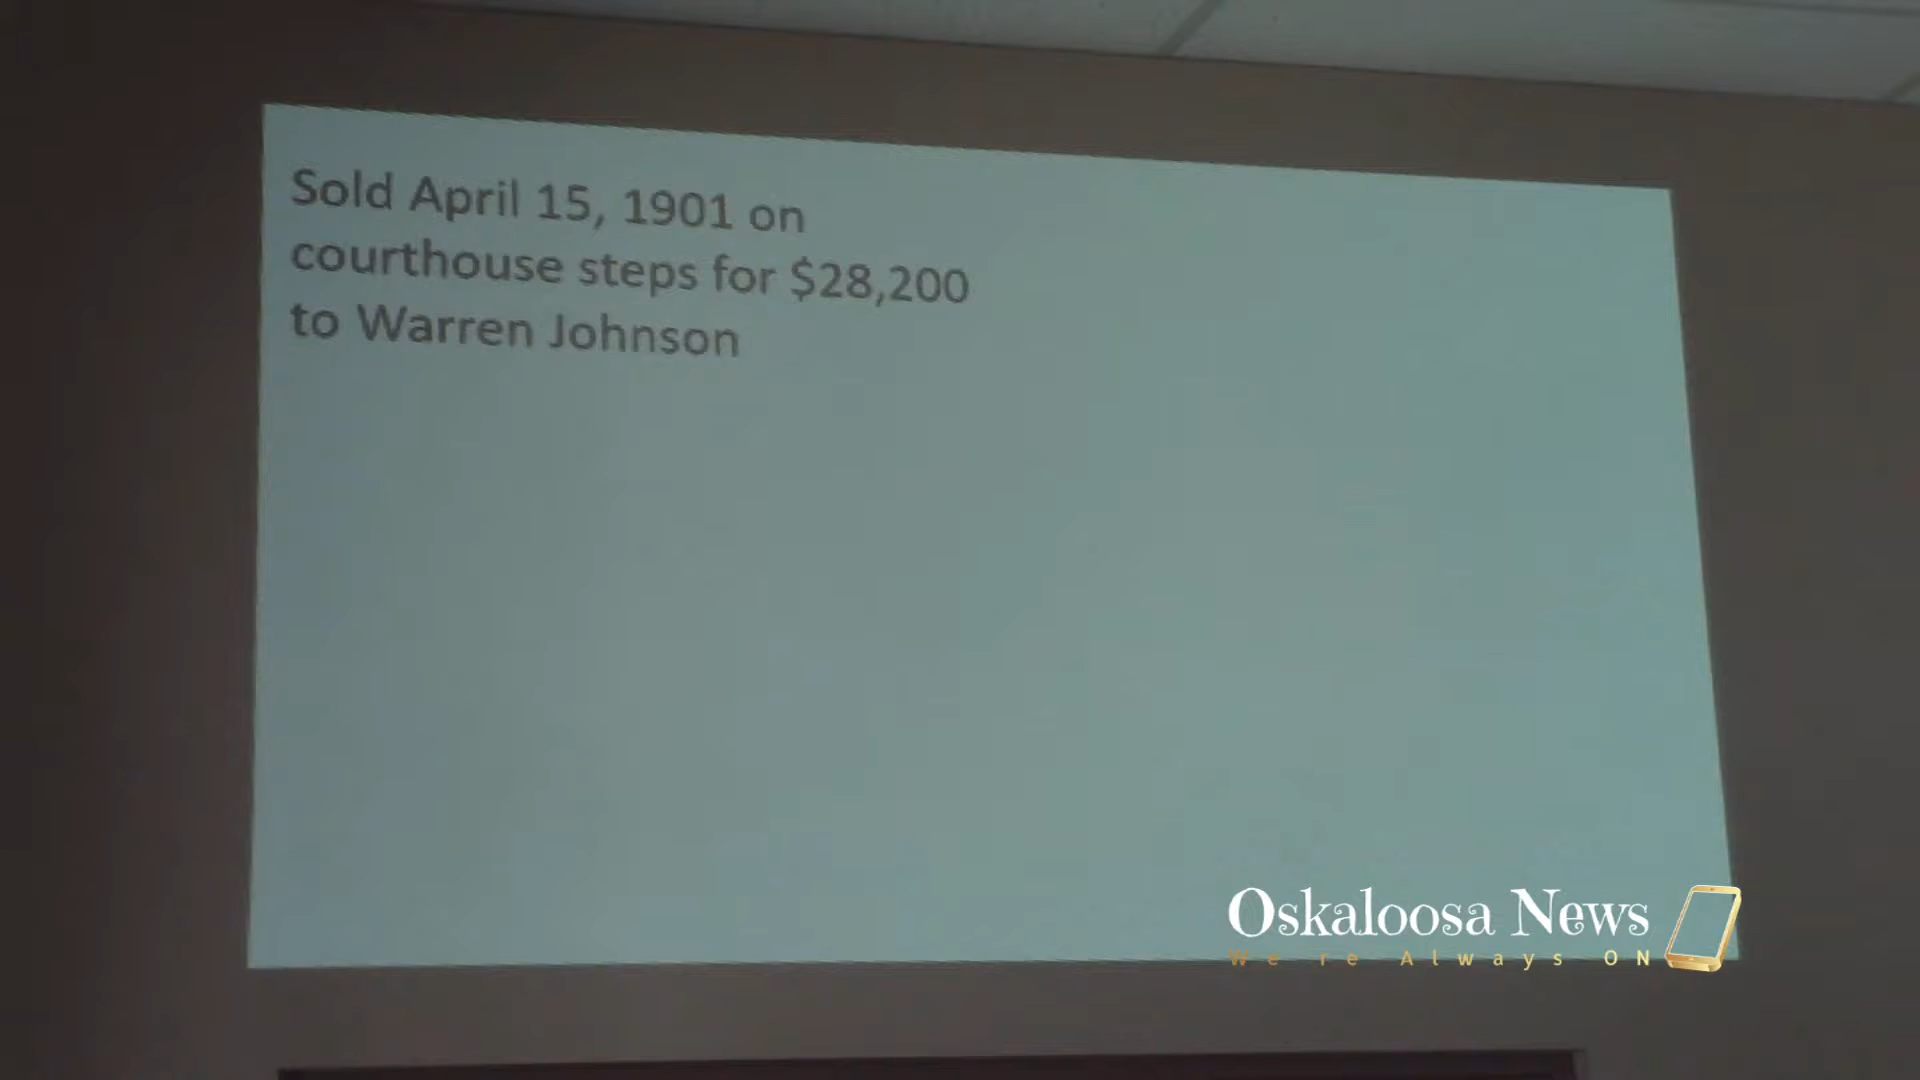 Sold April 15, 1901 on
courthouse steps for $28,200
to Warren Johnson
Oskaloosa News
We're Always ON